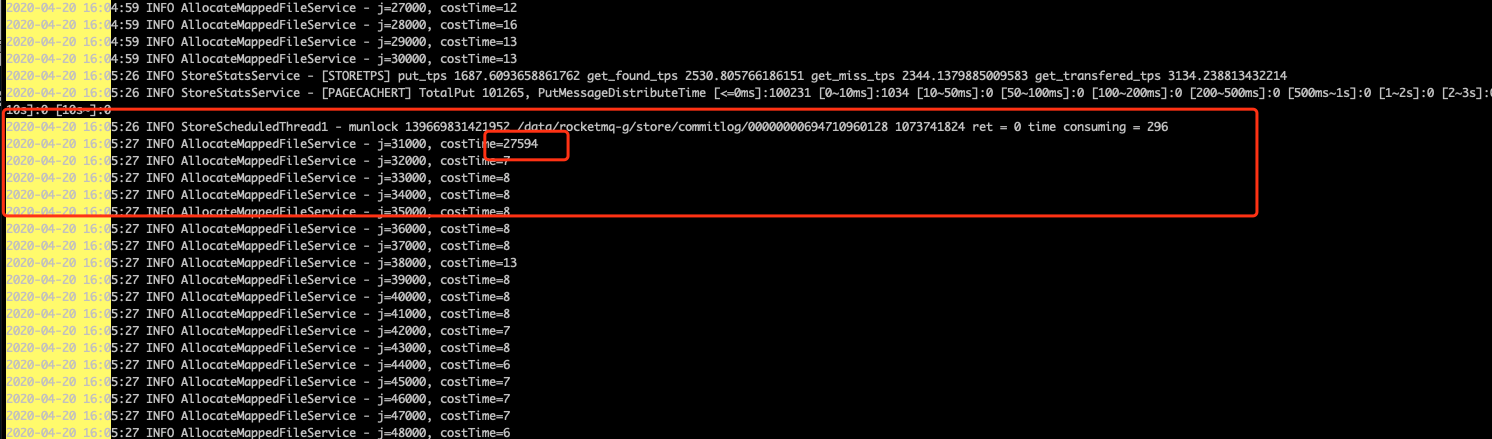 2020-04-20 16:04:59 INFO AllocateMappedFileService - j=27000, costTime=12
2020-04-20 16:04:59 INFO AllocateMappedFileService - j=28000, costTime=16
2020-04-20 16:04:59 INFO AllocateMappedFileService - j=29000, costTime=13
2020-04-20 16:04:59 INFO AllocateMappedFileService - j=30000, costTime=13
2020-04-20 16:05:26 INFO StoreStatsService - [STORETPS] put_tps 1687.6093658861762 get_found_tps 2530.805766186151 get_miss_tps 2344.1379885009583 get_transfered_tps 3134.238813432214
2020-04-20 16:05:26 INFO StoreStatsService - [PAGECACHERT] TotalPut 101265, PutMessageDistributeTime [<=0ms]:100231 [0~10ms]:1034 [10~50ms]:0 [50~100ms]:0 [100~200ms]:0 [200~500ms]:0 [500ms~1s]:0 [1~2s]:0 [2~3s]:0
10s]:0 [10s~]:0
2020-04-20 16:05:26 INFO StoreScheduledThread1 - munlock 139669831421952 /data/rocketmq-g/store/commitlog/00000000694710960128 1073741824 ret = 0 time consuming = 296
2020-04-20 16:05:27 INFO AllocateMappedFileService - j=31000, costTime=27594
2020-04-20 16:05:27 INFO AllocateMappedFileService - j=32000, costTime=7
2020-04-20 16:05:27 INFO AllocateMappedFileService - j=33000, costTime=8
2020-04-20 16:05:27 INFO AllocateMappedFileService - j=34000, costTime=8
2020-04-20 16:05:27 INFO AllocateMappedFileService - j=35000, costTime=8
2020-04-20 16:05:27 INFO AllocateMappedFileService - j=36000, costTime=8
2020-04-20 16:05:27 INFO AllocateMappedFileService - j=37000, costTime=8
2020-04-20 16:05:27 INFO AllocateMappedFileService - j=38000, costTime=13
2020-04-20 16:05:27 INFO AllocateMappedFileService - j=39000, costTime=8
2020-04-20 16:05:27 INFO AllocateMappedFileService - j=40000, costTime=8
2020-04-20 16:05:27 INFO AllocateMappedFileService - j=41000, costTime=8
2020-04-20 16:05:27 INFO AllocateMappedFileService - j=42000, costTime=7
2020-04-20 16:05:27 INFO AllocateMappedFileService - j=43000, costTime=8
2020-04-20 16:05:27 INFO AllocateMappedFileService - j=44000, costTime=6
2020-04-20 16:05:27 INFO AllocateMappedFileService - j=45000, costTime=7
2020-04-20 16:05:27 INFO AllocateMappedFileService - j=46000, costTime=7
2020-04-20 16:05:27 INFO AllocateMappedFileService - j=47000, costTime=7
2020-04-20 16:05:27 INFO AllocateMappedFileService - j=48000, costTime=6